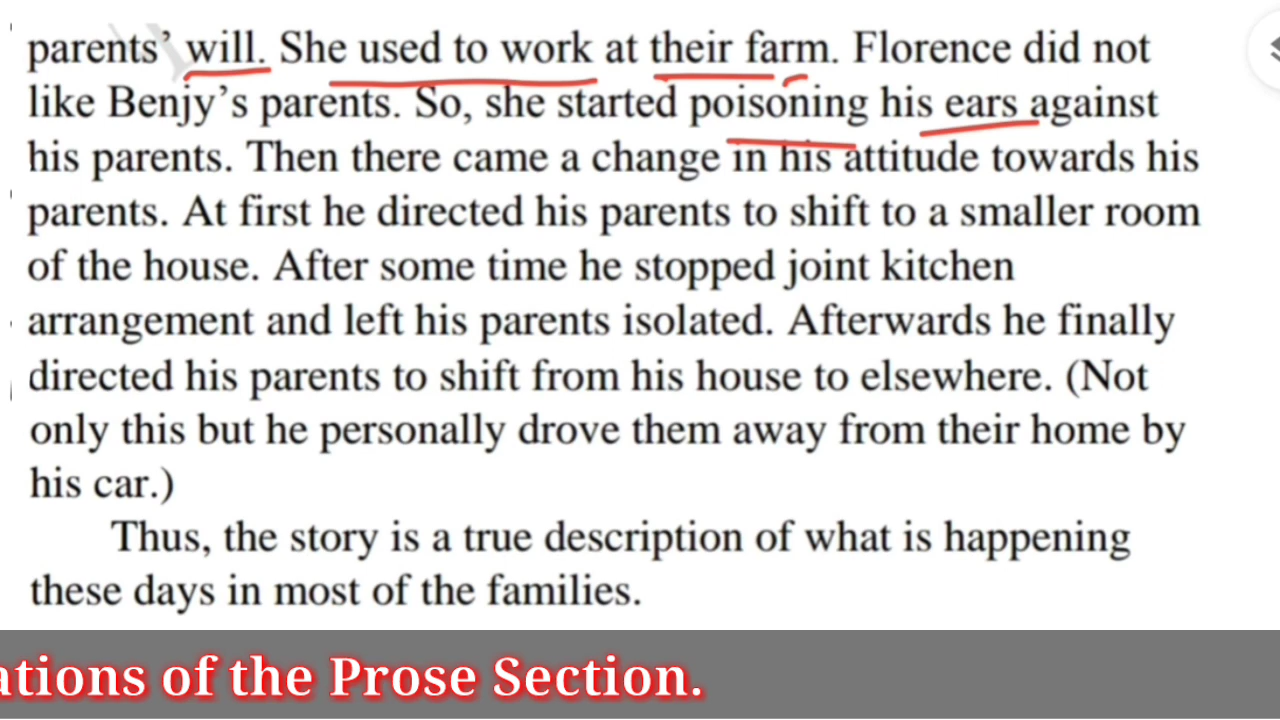 parents’ will. She used to work at their farm. Florence did not
like Benjy’s parents. So, she started poisoning his ears against
his parents. Then there came a change in his attitude towards his
parents. At first he directed his parents to shift to a smaller room
of the house. After some time he stopped joint kitchen
arrangement and left his parents isolated. Afterwards he finally
directed his parents to shift from his house to elsewhere. (Not
only this but he personally drove them away from their home by
his car.)
Thus, the story is a true description of what is happening
these days in most of the families.
ations of the Prose Section.